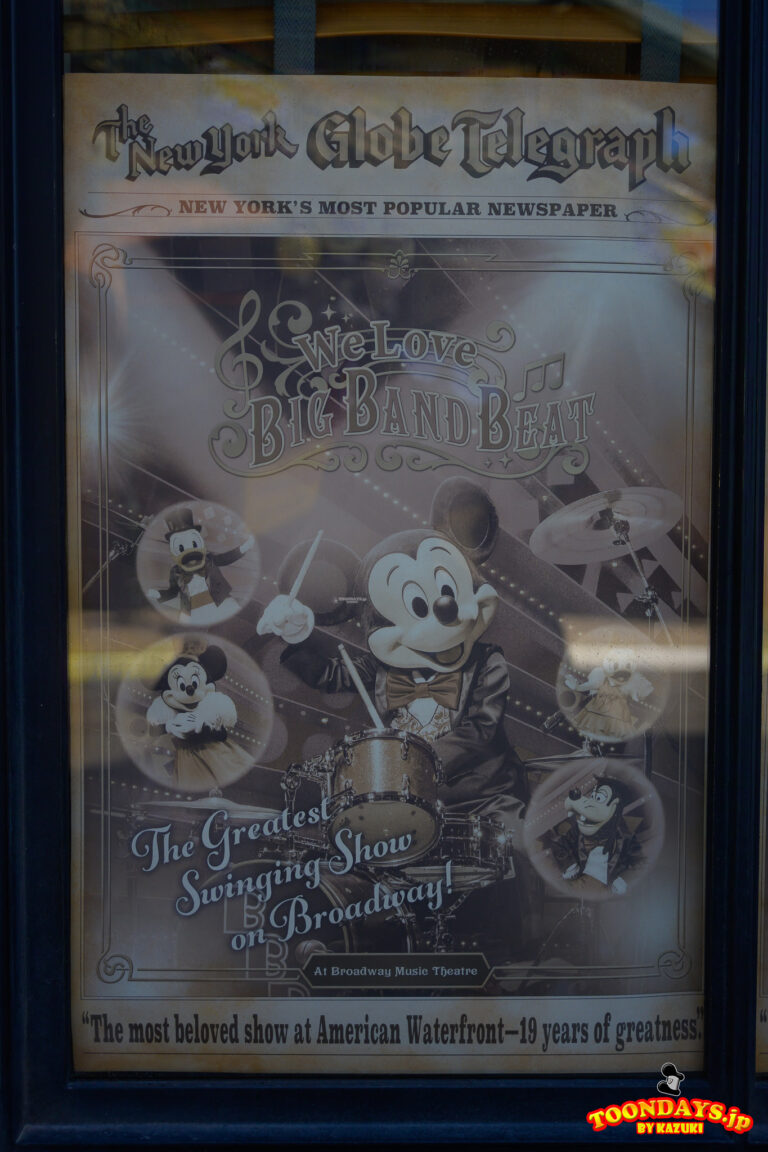 The New York Globe Telegraph
NEW YORK'S MOST POPULAR NEWSPAPER
We Love
BIG BAND BEAT
The Greatest
Swinging Show
on Broadway!
At Broadway Music Theatre
"The most beloved show at American Waterfront—19 years of greatness."
TOONDAYS.jp
BY KAZUKI